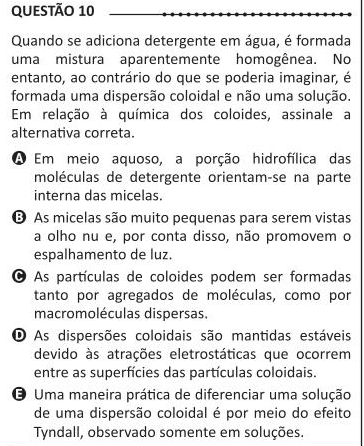 QUESTÃO 10
Quando se adiciona detergente em água, é formada
uma mistura aparentemente homogênea. No
entanto, ao contrário do que se poderia imaginar, é
formada uma dispersão coloidal e não uma solução.
Em relação à química dos coloides, assinale a
alternativa correta.
A Em meio aquoso, a porção hidrofílica das
moléculas de detergente orientam-se na parte
interna das micelas.
B As micelas são muito pequenas para serem vistas
a olho nu e, por conta disso, não promovem o
espalhamento de luz.
C As partículas de coloides podem ser formadas
tanto por agregados de moléculas, como por
macromoléculas dispersas.
D As dispersões coloidais são mantidas estáveis
devido às atrações eletrostáticas que ocorrem
entre as superfícies das partículas coloidais.
E Uma maneira prática de diferenciar uma solução
de uma dispersão coloidal é por meio do efeito
Tyndall, observado somente em soluções.